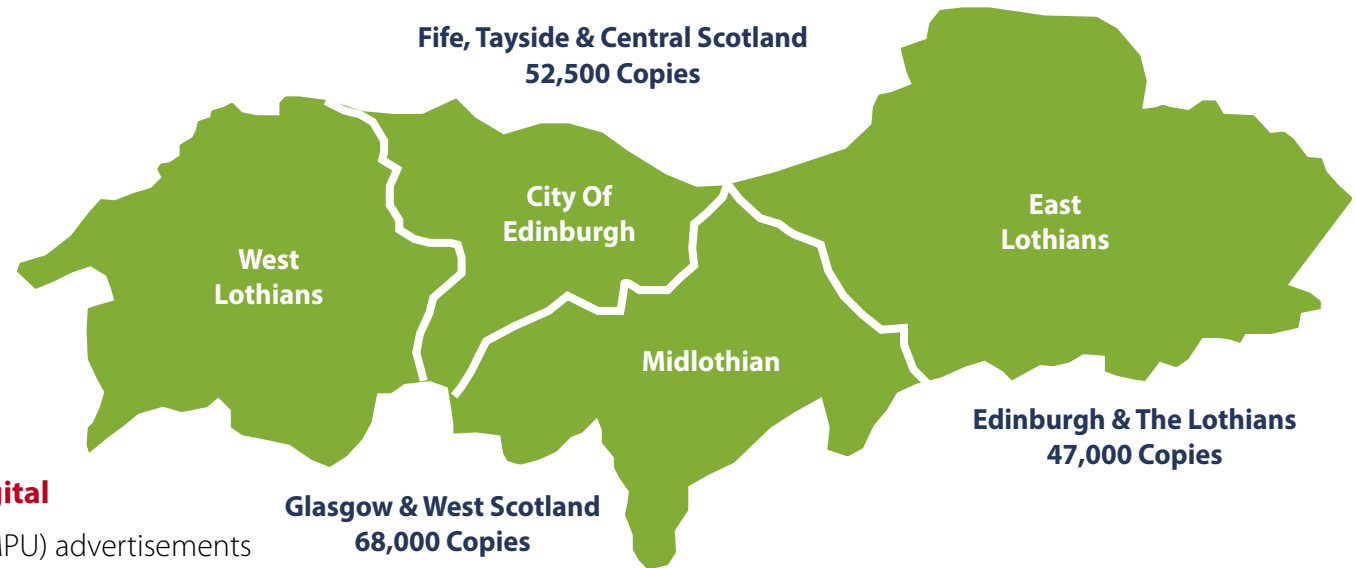 Fife, Tayside & Central Scotland
52,500 Copies
City Of
Edinburgh
East
Lothians
West
Lothians
Midlothian
Edinburgh & The Lothians
47,000 Copies
Glasgow & West Scotland
68,000 Copies
advertisements